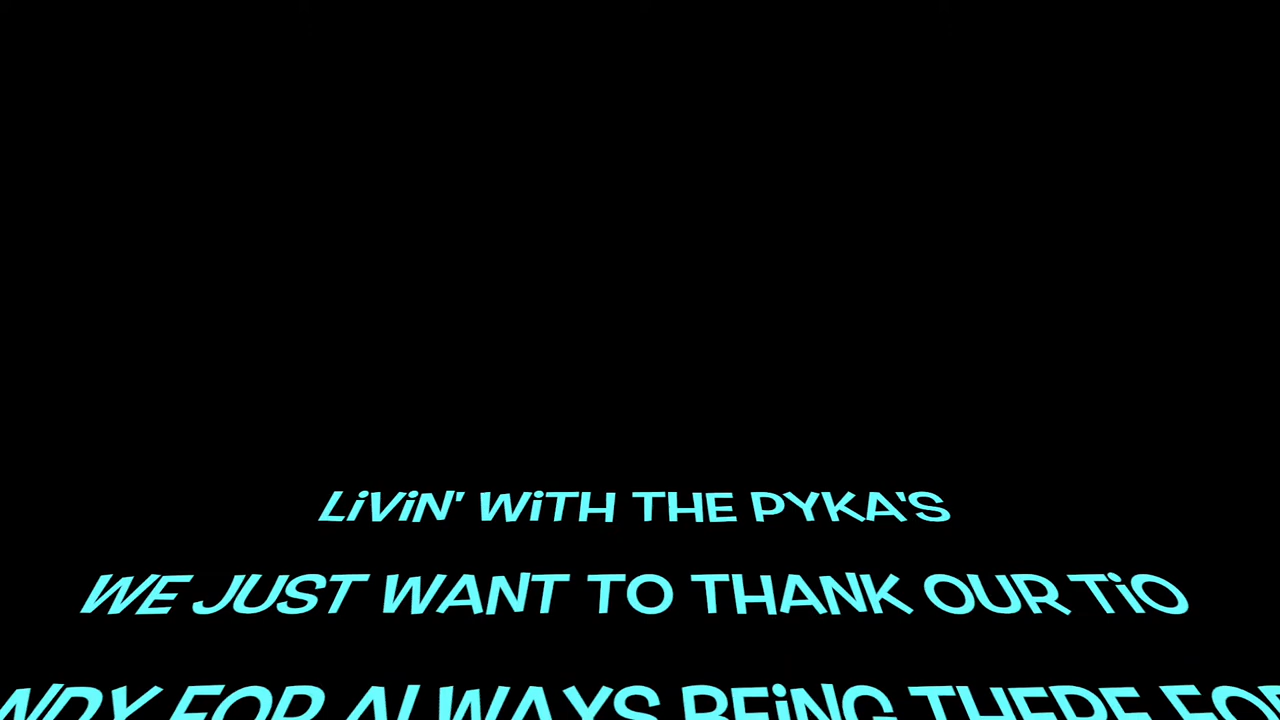 LiViN' WiTH THE PYKA'S
WE JUST WANT TO THANK OUR TiO
FOR ALWAYS BEiNG THERE